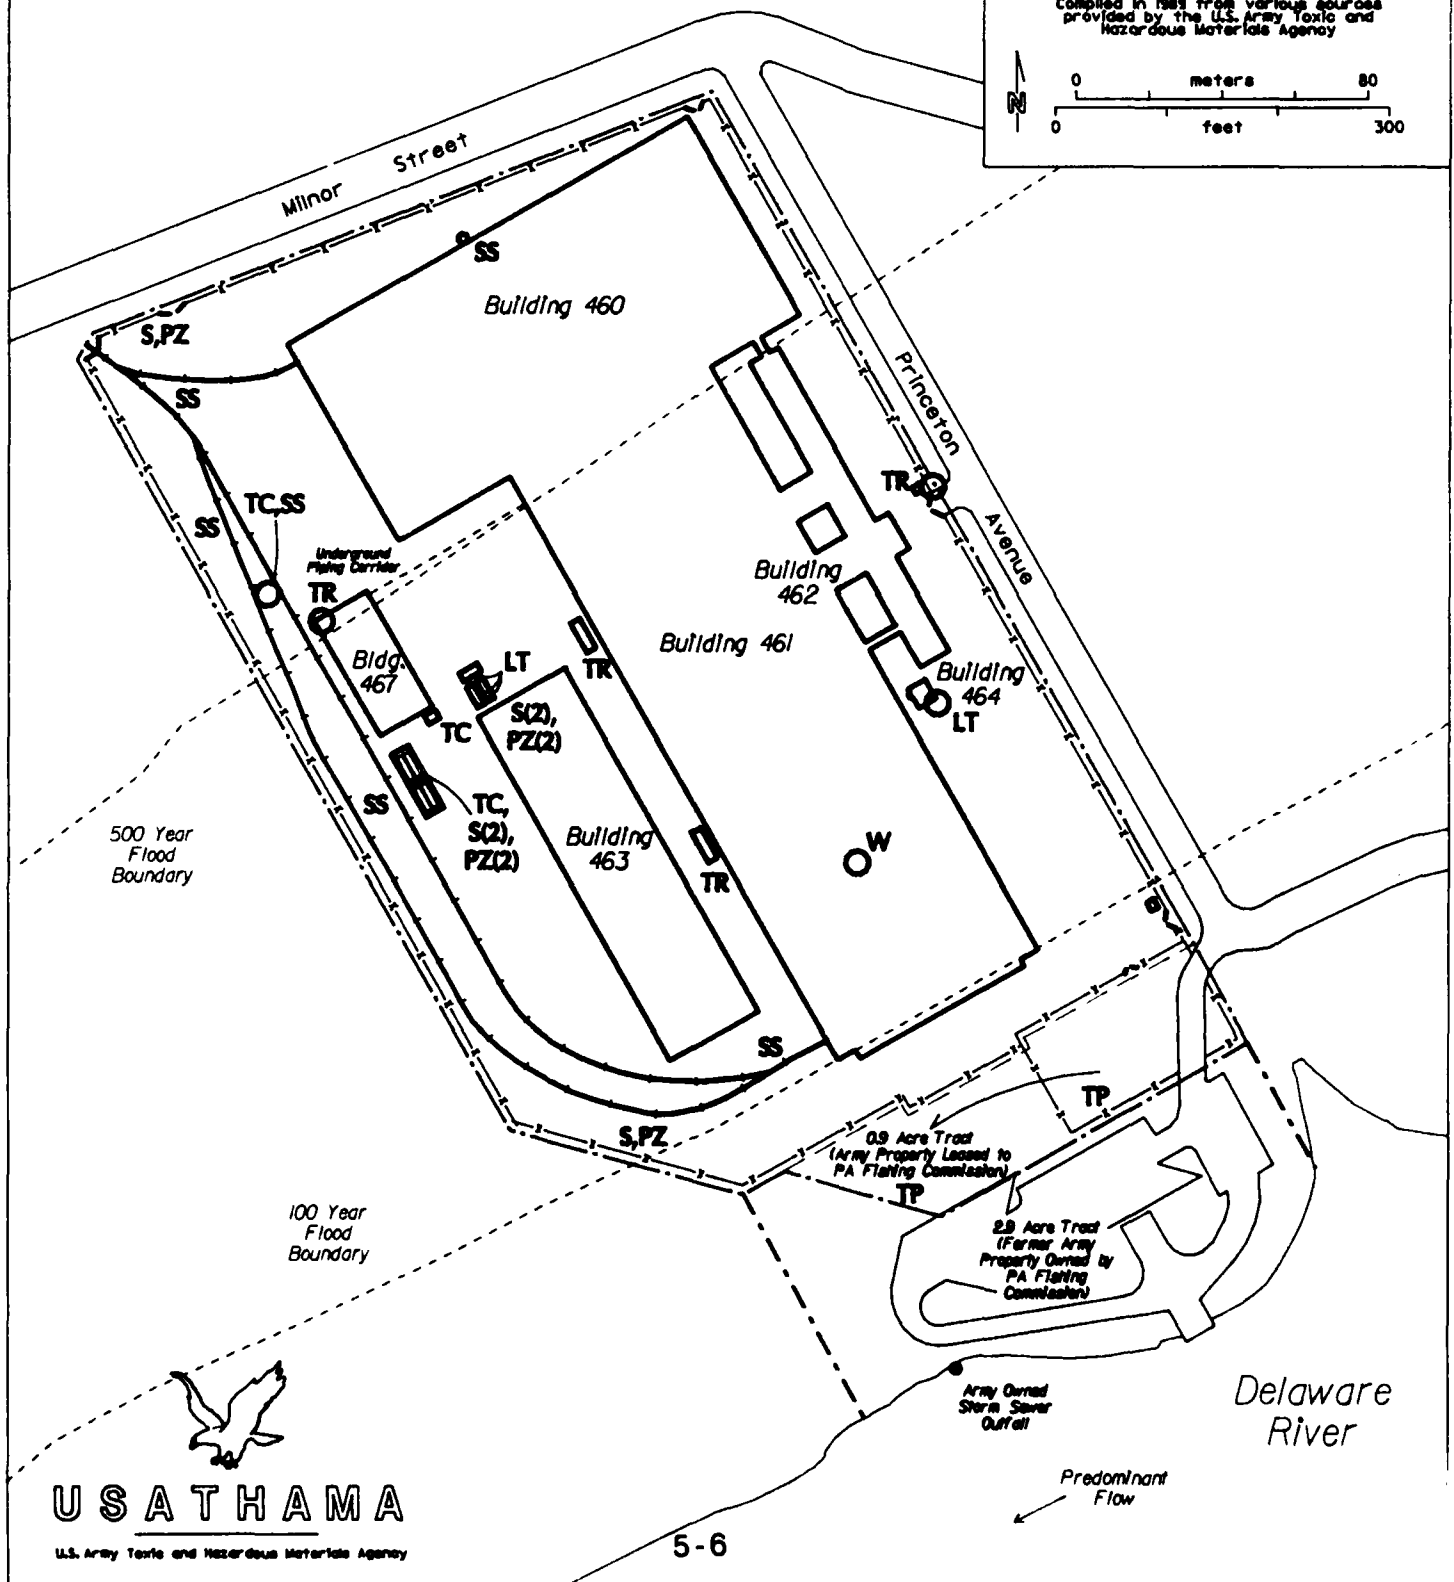 Compiled in 1989 from various sources
provided by the U.S. Army Toxic and
Hazardous Materials Agency
0 meters 80
N
0 feet 300
Milnor Street
SS
Building 460
S,PZ
SS
Princeton Avenue
TC,SS
SS
TR
Underground
Piping Corridor
TR
Building
462
Building 461
Bldg.
467
LT
TR
Building
464
S(2),
PZ(2)
TC
LT
SS
TC,
S(2),
PZ(2)
500 Year
Flood
Boundary
Building
463
W
TR
SS
TP
S,PZ
0.9 Acre Tract
(Army Property Leased to
PA Fishing Commission)
TP
100 Year
Flood
Boundary
2.9 Acre Tract
(Former Army
Property Owned by
PA Fishing
Commission)
Army Owned
Storm Sewer
Outfall
Delaware
River
Predominant
Flow
USATHAMA
U.S. Army Toxic and Hazardous Materials Agency
5-6